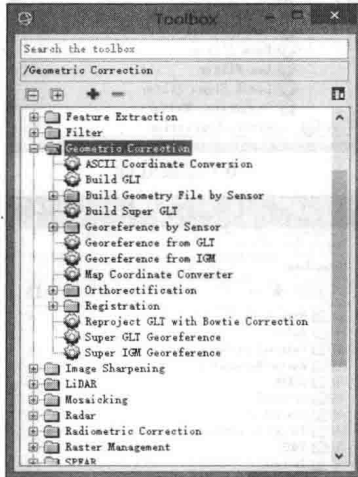 Toolbox
Search the toolbox
/Geometric Correction
Feature Extraction
Filter
Geometric Correction
ASCII Coordinate Conversion
Build GLT
Build Geometry File by Sensor
Build Super GLT
Georeference by Sensor
Georeference from GLT
Georeference from IGM
Map Coordinate Converter
Orthorectification
Registration
Reproject GLT with Bowtie Correction
Super GLT Georeference
Super IGM Georeference
Image Sharpening
LiDAR
Mosaicking
Radar
Radiometric Correction
Raster Management
SPEAR